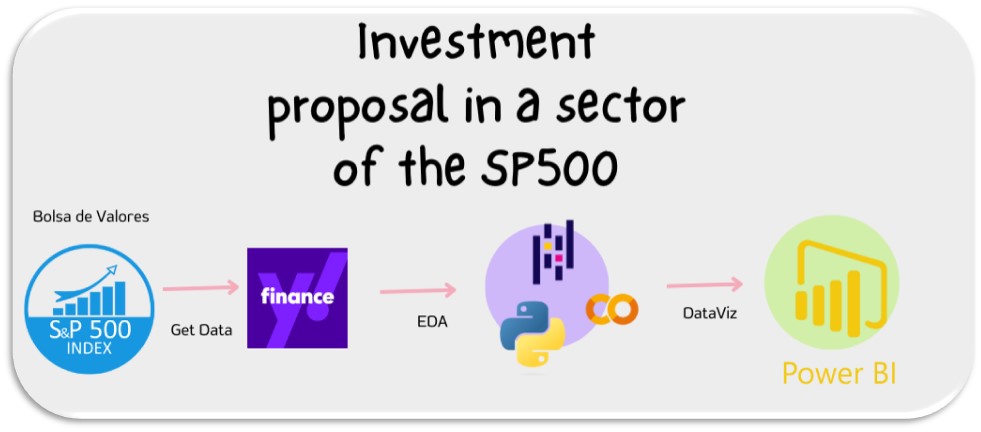 Investment
proposal in a sector
of the SP500
Bolsa de Valores
S&P 500
INDEX
Get Data
y!
finance
EDA
DataViz
Power BI